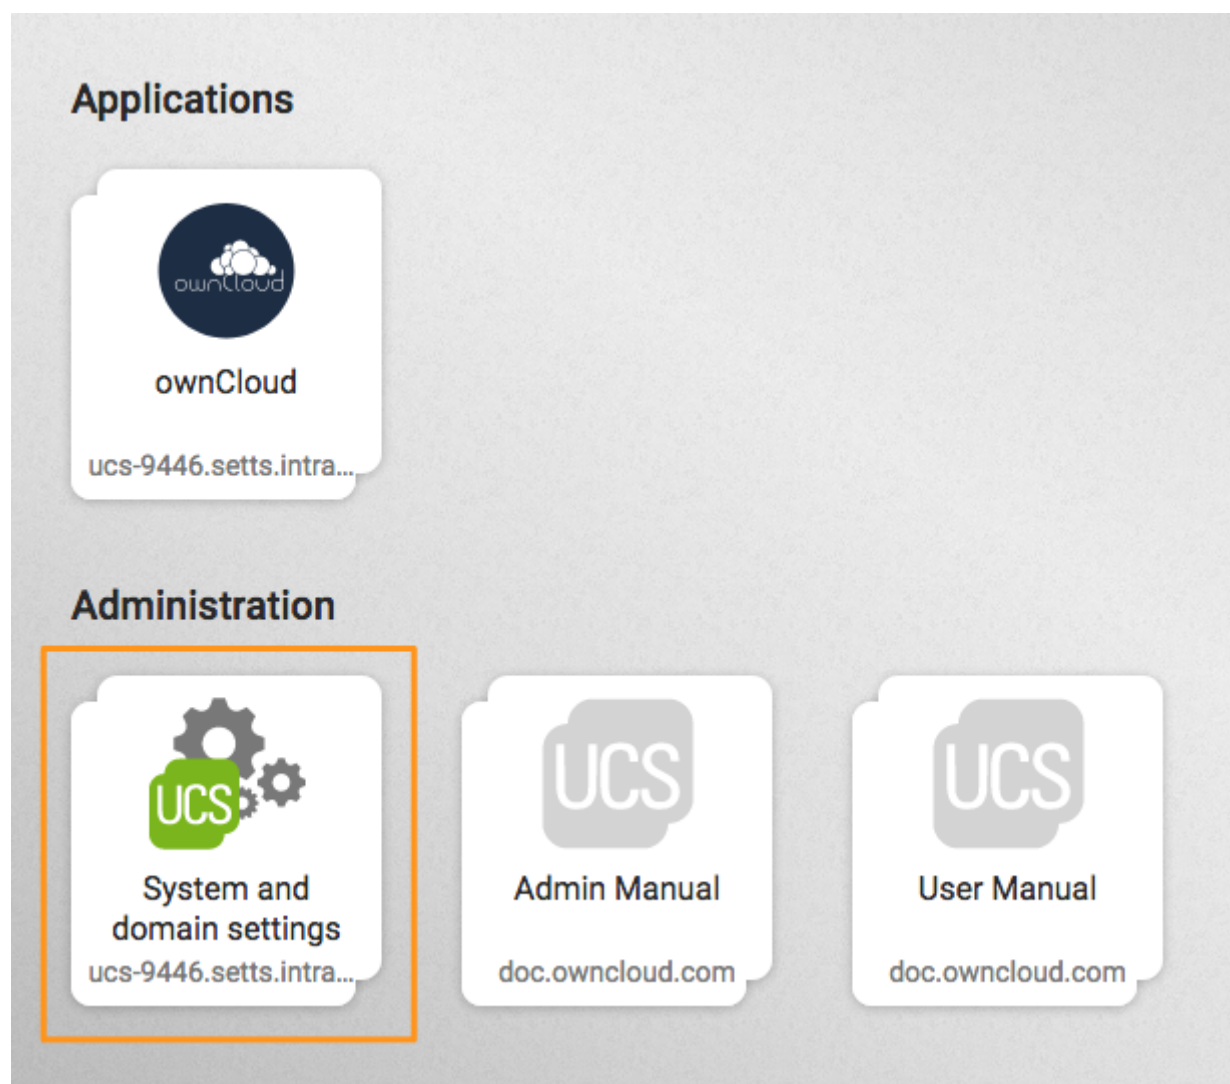 Applications
ownCloud
ownCloud
ucs-9446.setts.intra...
Administration
UCS
UCS
UCS
System and
domain settings
Admin Manual
User Manual
ucs-9446.setts.intra...
doc.owncloud.com
doc.owncloud.com